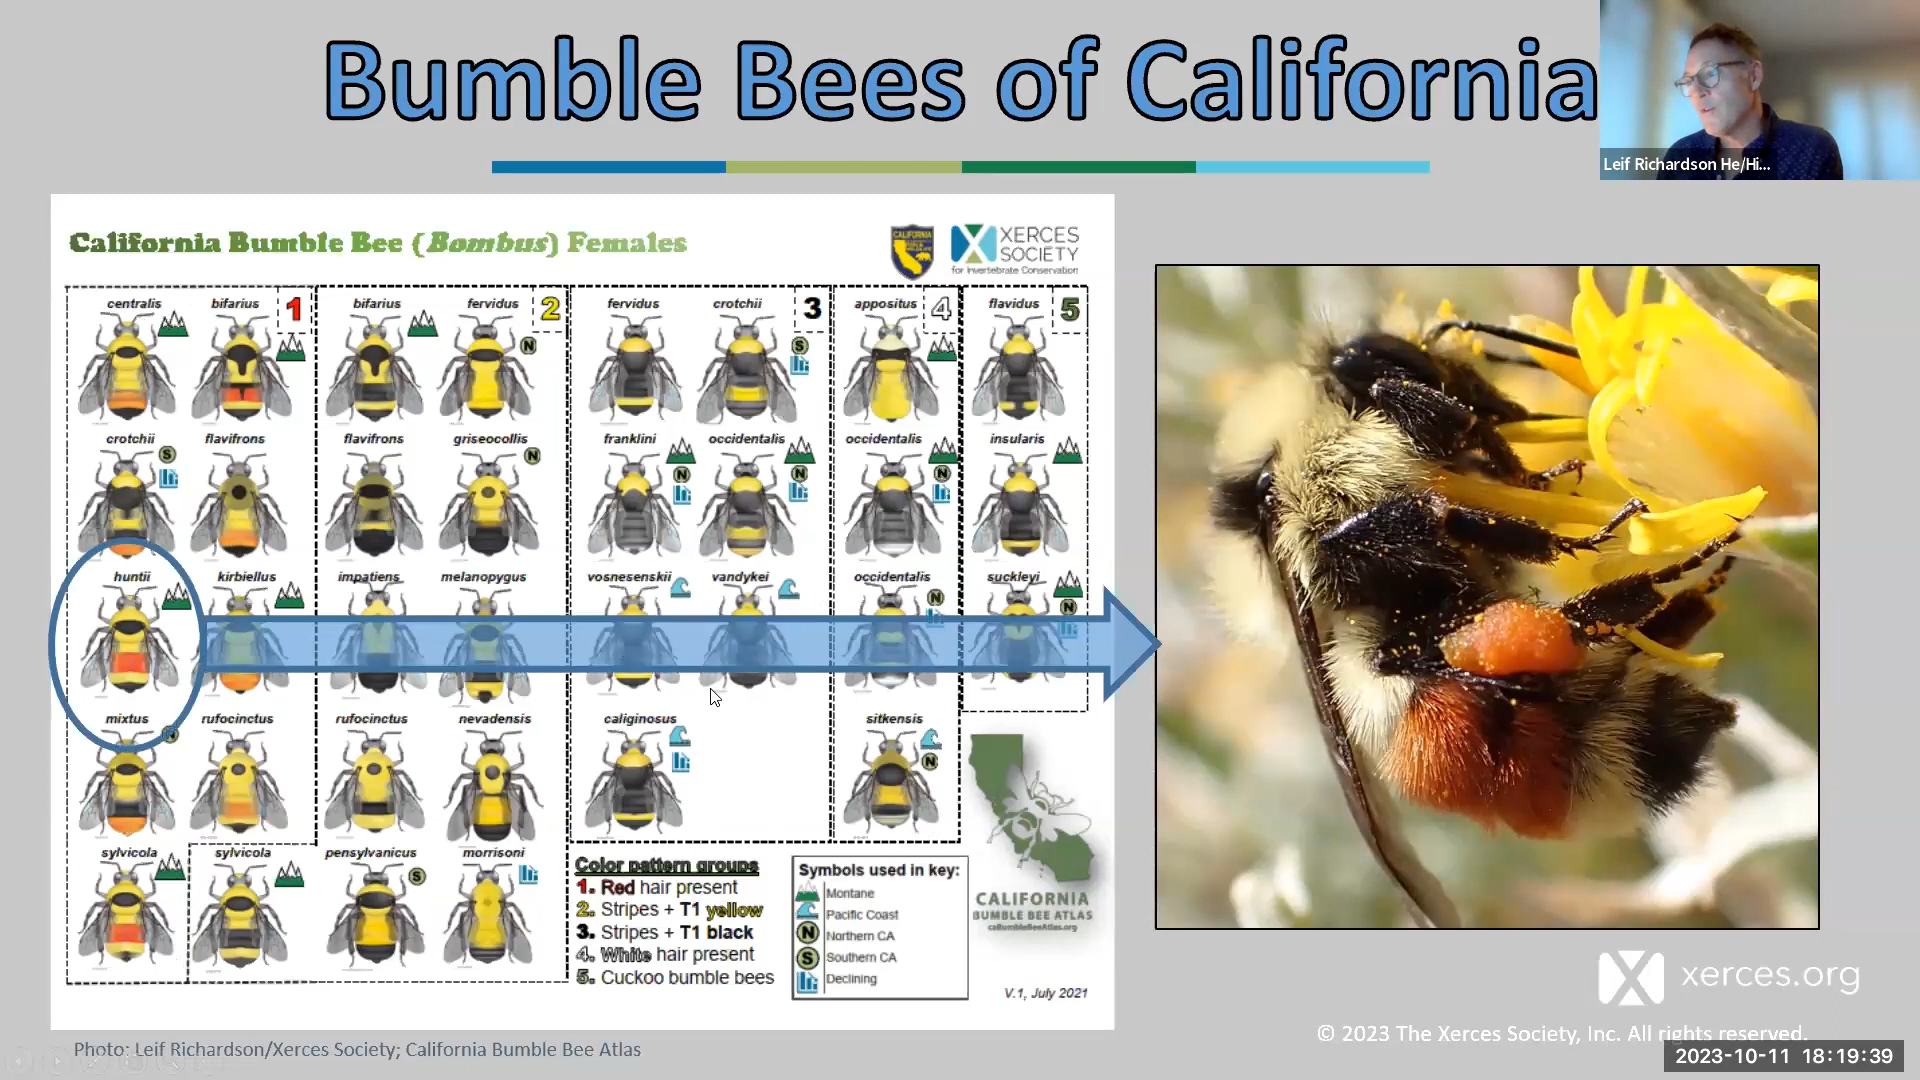 Bumble Bees of California
Leif Richardson He/Hi...
California Bumble Bee (Bombus) Females
CALIFORNIA
XERCES
SOCIETY
for Invertebrate Conservation
centralis bifarius 1 bifarius fervidus 2 fervidus crotchii 3 appositus 4 flavidus 5
N S
crotchii flavifrons flavifrons griseocollis franklini occidentalis occidentalis insularis
S N N N N
huntii kirbiellus impatiens melanopygus vosnesenskii vandykei occidentalis suckleyi
N N
mixtus rufocinctus rufocinctus nevadensis caliginosus sitkensis
N N
sylvicola sylvicola pensylvanicus morrisoni
S
Color pattern groups
1. Red hair present
2. Stripes + T1 yellow
3. Stripes + T1 black
4. White hair present
5. Cuckoo bumble bees
Symbols used in key:
Montane
Pacific Coast
N Northern CA
S Southern CA
Declining
CALIFORNIA
BUMBLE BEE ATLAS
caBumbleBeeAtlas.org
V.1, July 2021
xerces.org
© 2023 The Xerces Society, Inc. All rights reserved.
Photo: Leif Richardson/Xerces Society; California Bumble Bee Atlas
2023-10-11 18:19:39